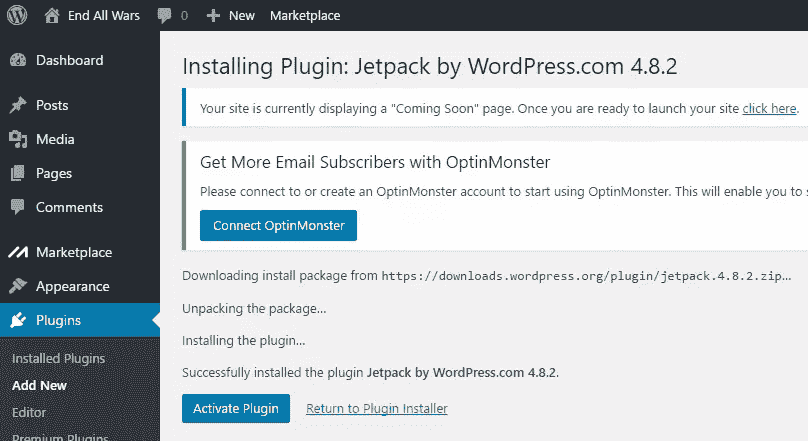 End All Wars 0 New Marketplace
Dashboard
Posts
Media
Pages
Comments
Marketplace
Appearance
Plugins
Installed Plugins
Add New
Editor
Premium Plugins
Installing Plugin: Jetpack by WordPress.com 4.8.2
Your site is currently displaying a "Coming Soon" page. Once you are ready to launch your site click here.
Get More Email Subscribers with OptinMonster
Please connect to or create an OptinMonster account to start using OptinMonster. This will enable you to s
Connect OptinMonster
Downloading install package from https://downloads.wordpress.org/plugin/jetpack.4.8.2.zip…
Unpacking the package…
Installing the plugin…
Successfully installed the plugin Jetpack by WordPress.com 4.8.2.
Activate Plugin Return to Plugin Installer